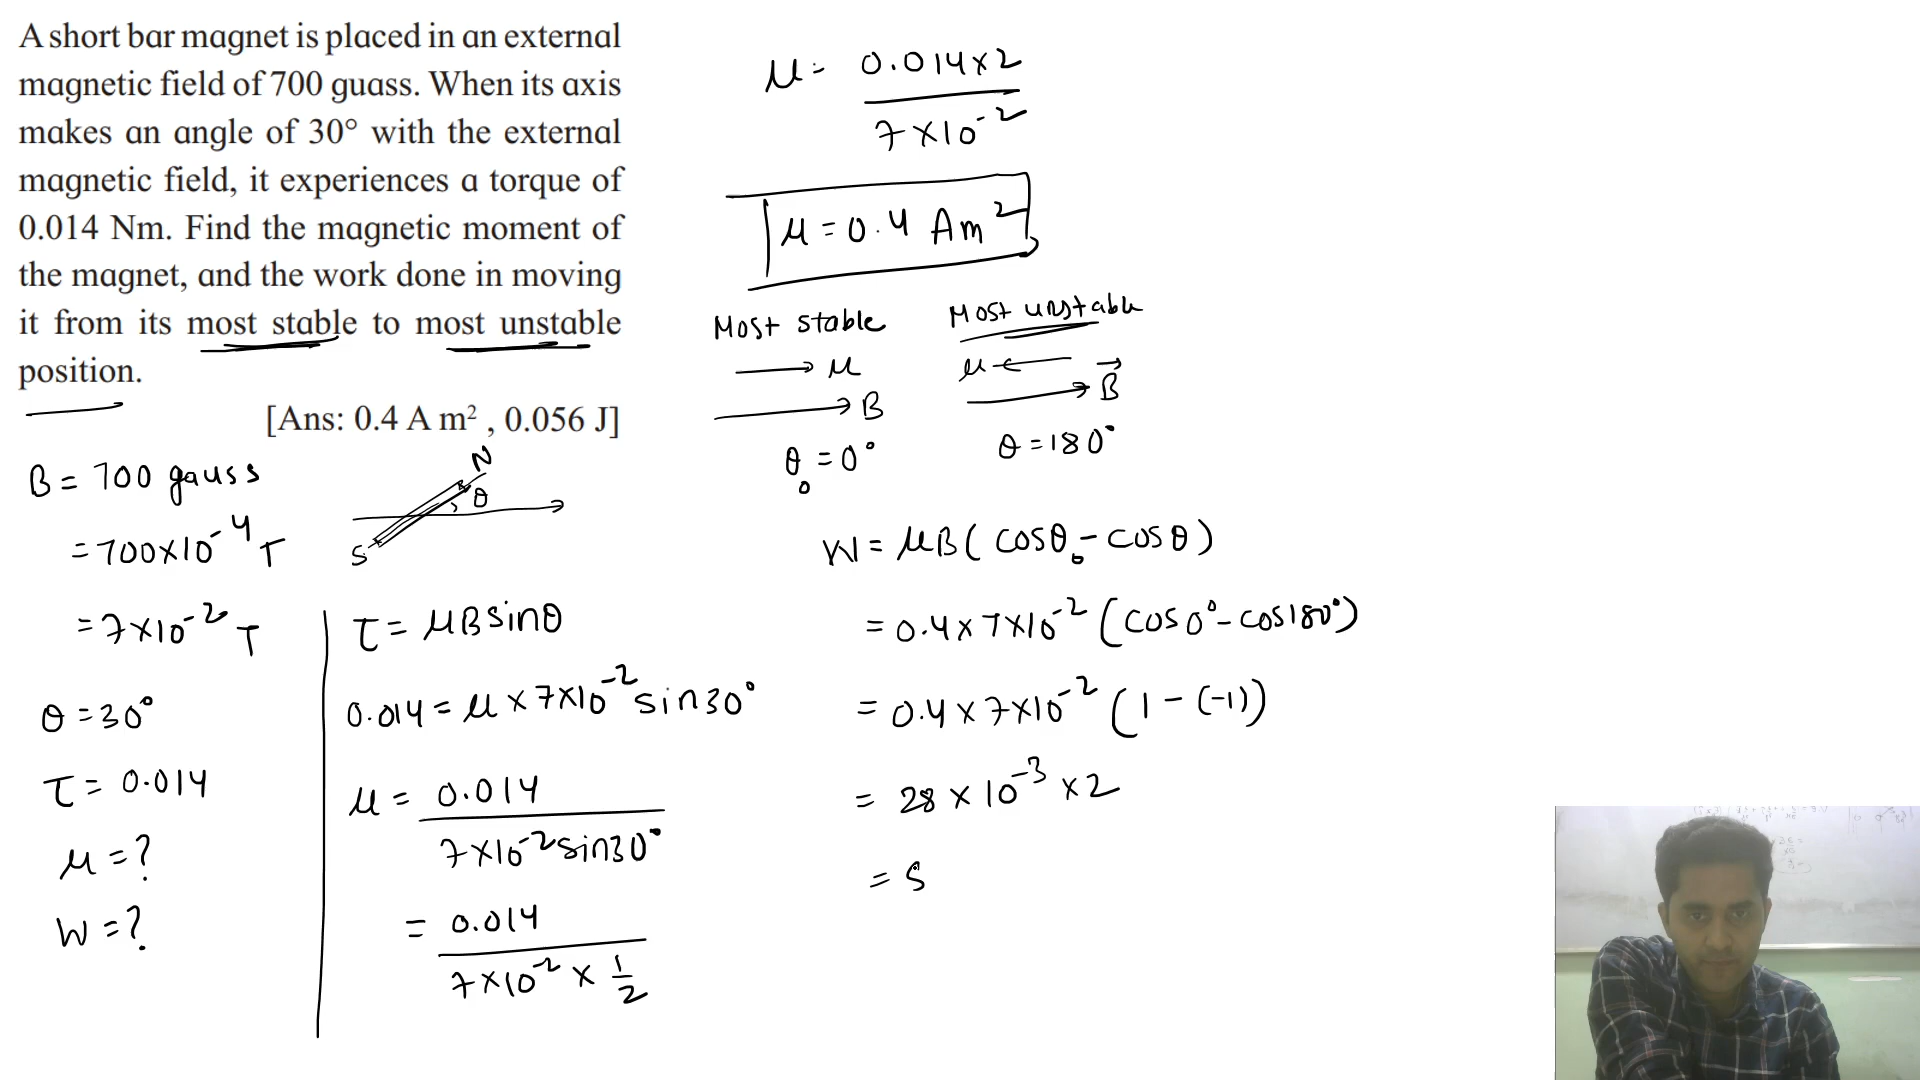 A short bar magnet is placed in an external
magnetic field of 700 guass. When its axis
makes an angle of 30° with the external
magnetic field, it experiences a torque of
0.014 Nm. Find the magnetic moment of
the magnet, and the work done in moving
it from its most stable to most unstable
position.
[Ans: 0.4 A m² , 0.056 J]
B = 700 gauss
= 700×10⁻⁴ T
= 7×10⁻² T
θ = 30°
τ = 0.014
μ = ?
W = ?
N
θ
S
τ = μBsinθ
0.014 = μ × 7×10⁻² sin30°
μ = 0.014
7×10⁻² sin30°
= 0.014
7×10⁻² × 1/2
μ = 0.014×2
7×10⁻²
μ = 0.4 Am²
Most stable
μ
B
θ₀ = 0°
Most unstable
μ
B
θ = 180°
W = μB( cosθ₀ - cosθ)
= 0.4 × 7×10⁻² (cos0° - cos180°)
= 0.4 × 7×10⁻² (1 - (-1))
= 28 × 10⁻³ × 2
= 5